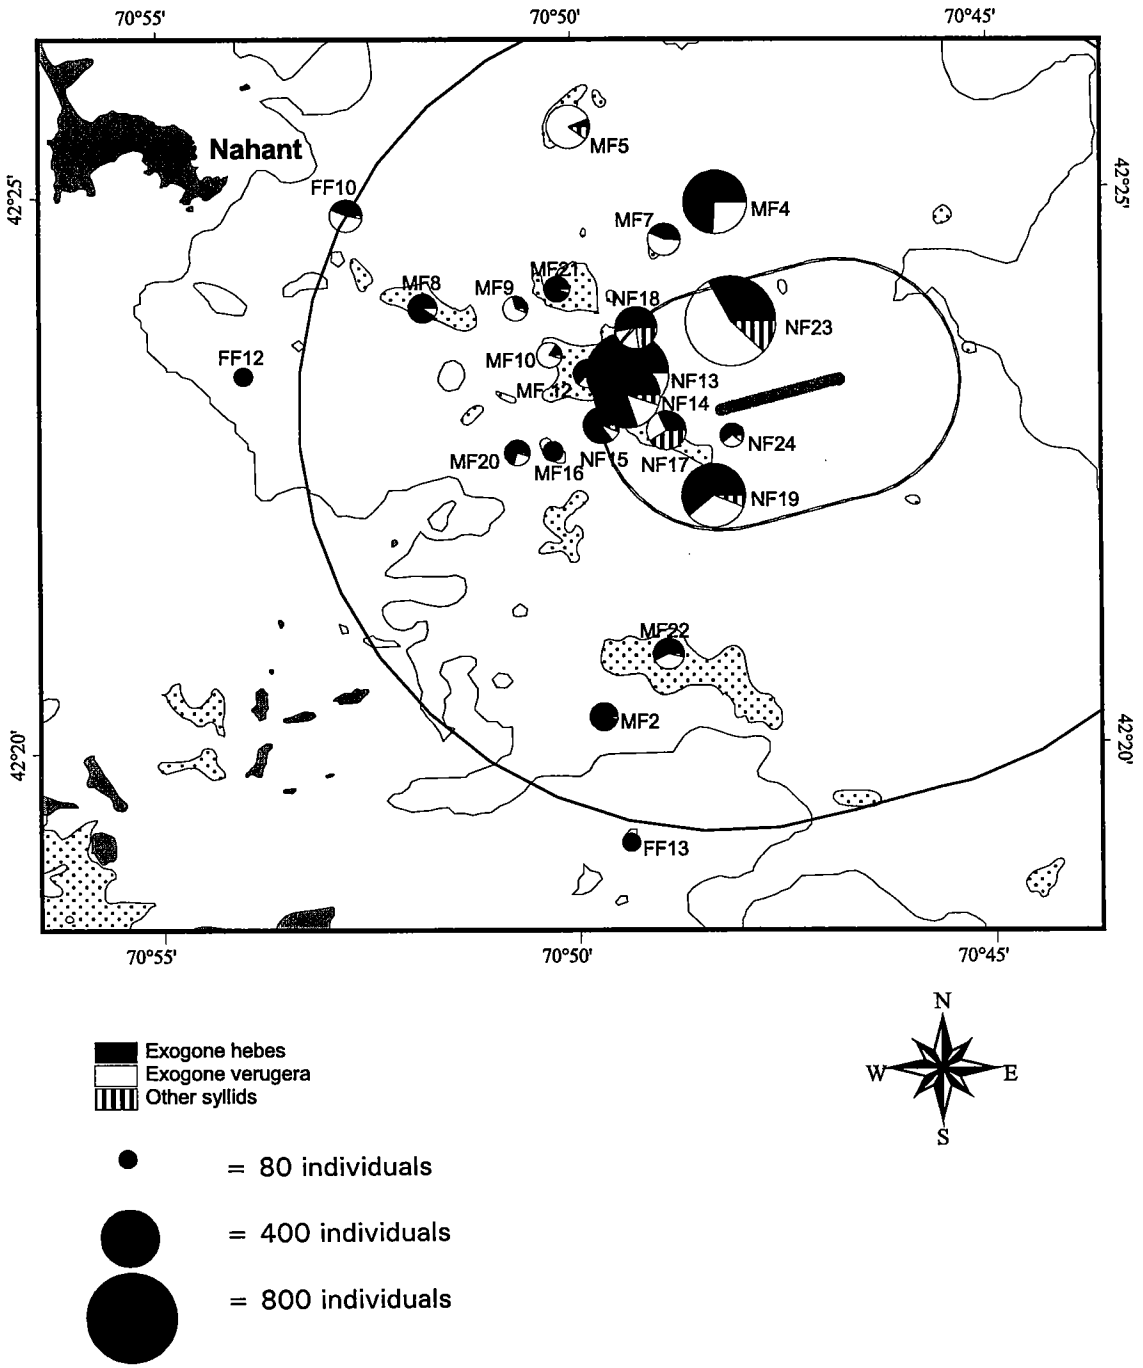 70°55'
70°50'
70°45'
Nahant
MF5
42°25'
42°25'
FF10
MF7
MF4
MF8
MF9
MF21
NF18
NF23
FF12
MF10
MF12
NF13
NF14
MF20
MF16
NF15
NF17
NF24
NF19
MF22
MF2
42°20'
42°20'
FF13
70°55'
70°50'
70°45'
N
W
E
S
Exogone hebes
Exogone verugera
Other syllids
= 80 individuals
= 400 individuals
= 800 individuals